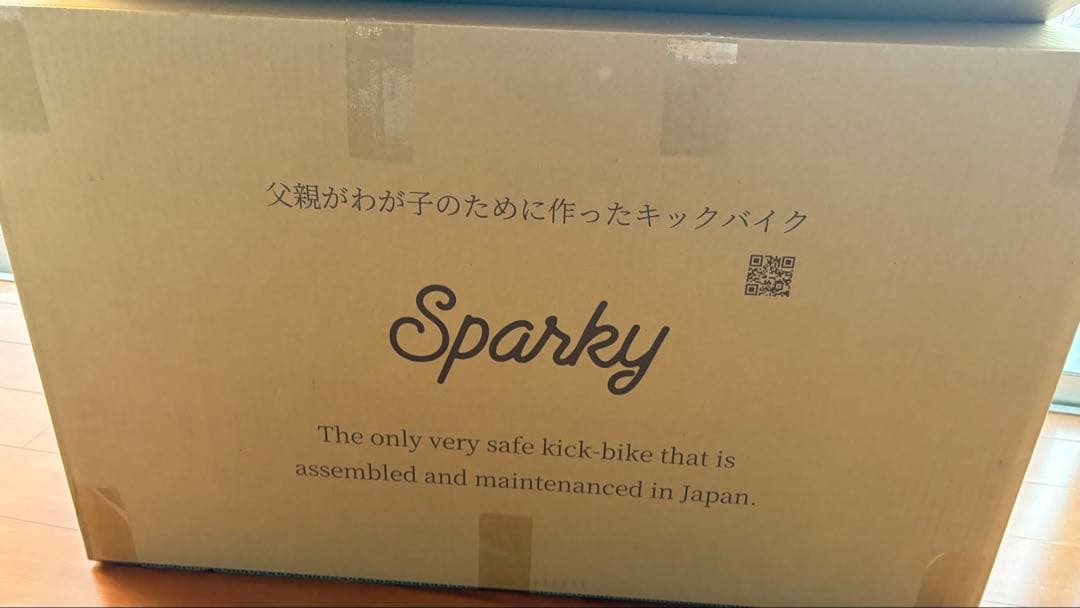 父親がわが子のために作ったキックバイク
Sparky
The only very safe kick-bike that is
assembled and maintenanced in Japan.